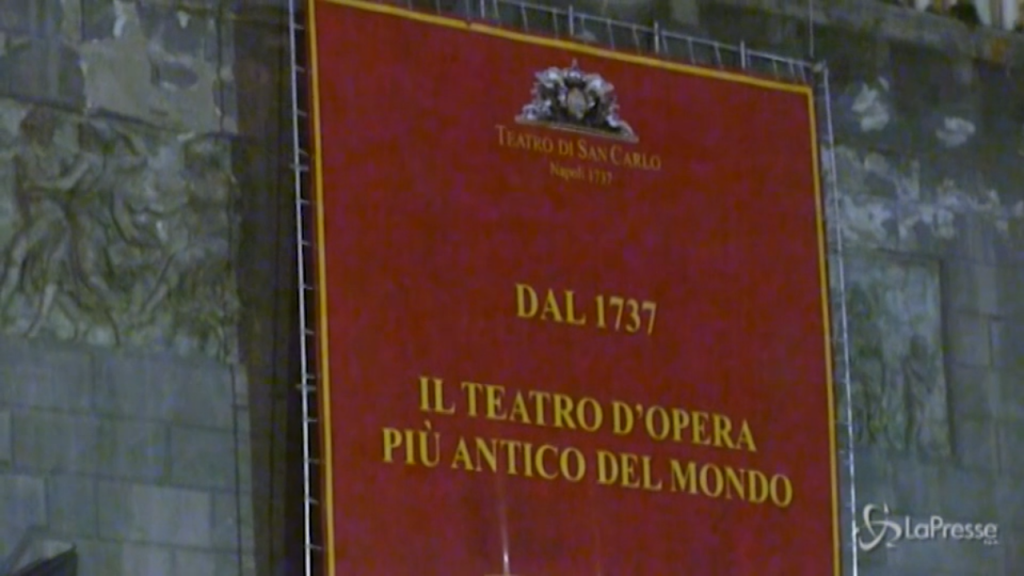 TEATRO DI SAN CARLO
Napoli 1737
DAL 1737
IL TEATRO D'OPERA
PIÙ ANTICO DEL MONDO
LaPresse